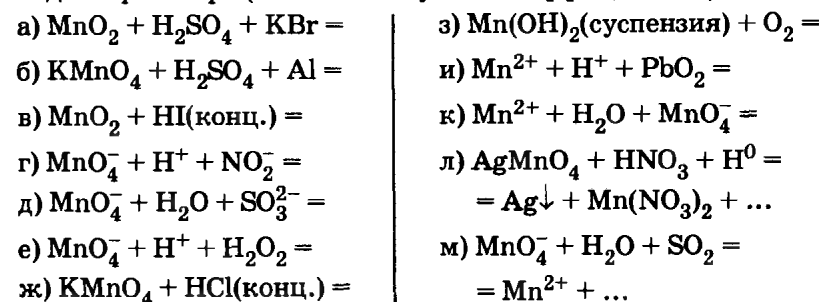 а) MnO₂ + H₂SO₄ + KBr =
б) KMnO₄ + H₂SO₄ + Al =
в) MnO₂ + HI(конц.) =
г) MnO₄⁻ + H⁺ + NO₂⁻ =
д) MnO₄⁻ + H₂O + SO₃²⁻ =
е) MnO₄⁻ + H⁺ + H₂O₂ =
ж) KMnO₄ + HCl(конц.) =
з) Mn(OH)₂(суспензия) + O₂ =
и) Mn²⁺ + H⁺ + PbO₂ =
к) Mn²⁺ + H₂O + MnO₄⁻ =
л) AgMnO₄ + HNO₃ + H⁰ =
= Ag↓ + Mn(NO₃)₂ + ...
м) MnO₄⁻ + H₂O + SO₂ =
= Mn²⁺ + ...